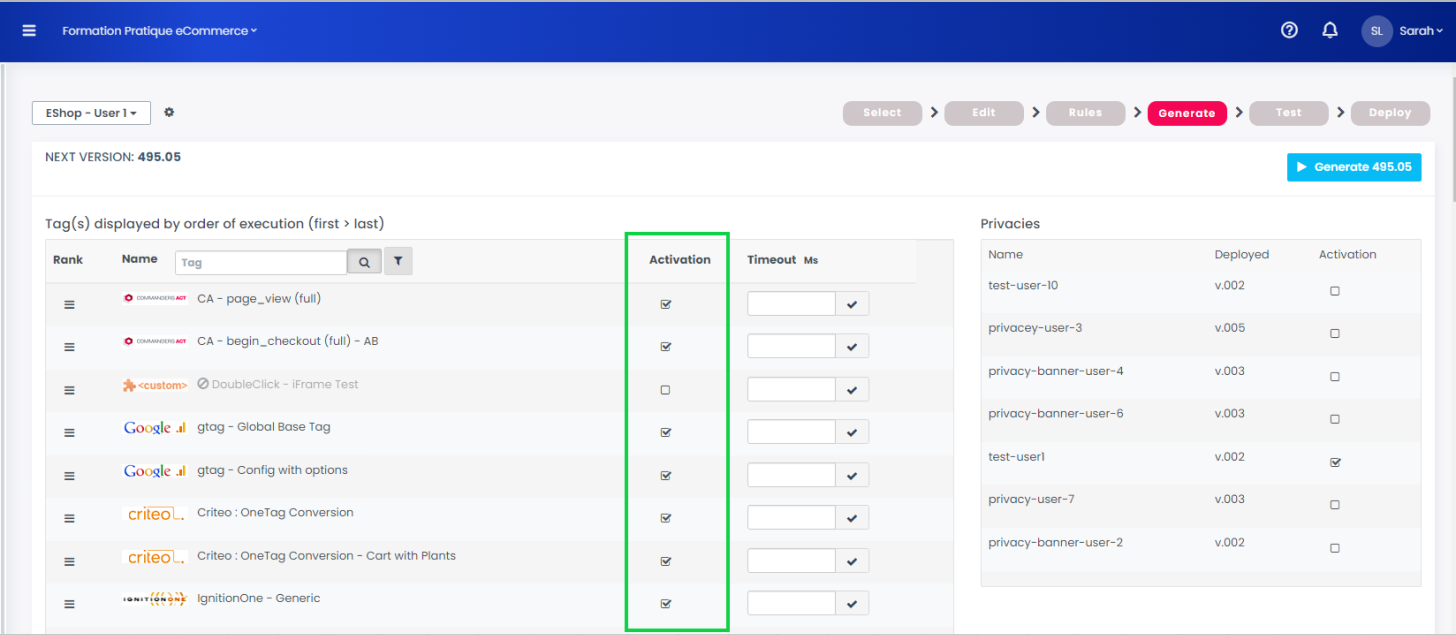 Formation Pratique eCommerce
SL Sarah
EShop - User 1
Select Edit Rules Generate Test Deploy
NEXT VERSION: 495.05
Generate 495.05
Tag(s) displayed by order of execution (first > last)
Privacies
Rank Name Tag Activation Timeout Ms
Name Deployed Activation
COMMANDERS ACT CA - page_view (full)
test-user-10 v.002
COMMANDERS ACT CA - begin_checkout (full) - AB
privacey-user-3 v.005
<custom> DoubleClick - iFrame Test
privacy-banner-user-4 v.003
Google gtag - Global Base Tag
privacy-banner-user-6 v.003
Google gtag - Config with options
test-user1 v.002
criteo Criteo : OneTag Conversion
privacy-user-7 v.003
criteo Criteo : OneTag Conversion - Cart with Plants
privacy-banner-user-2 v.002
IGNITIONONE IgnitionOne - Generic